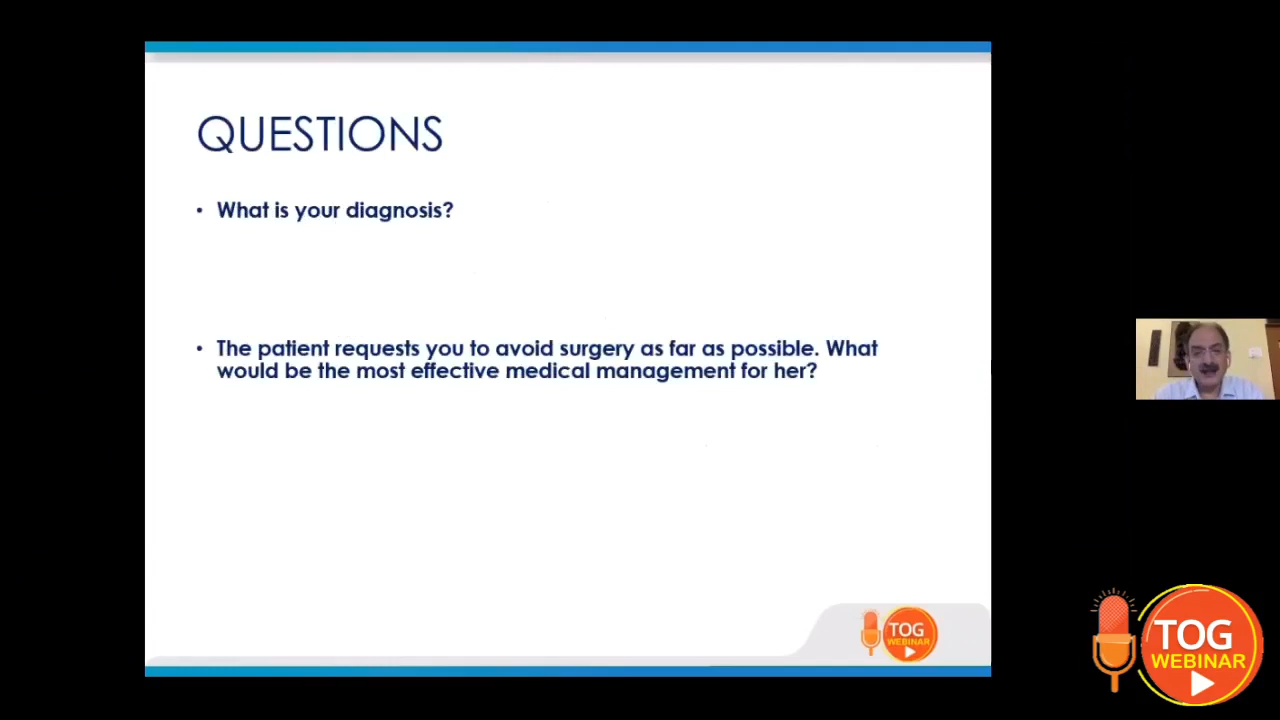 QUESTIONS
• What is your diagnosis?
• The patient requests you to avoid surgery as far as possible. What
would be the most effective medical management for her?
TOG
WEBINAR
TOG
WEBINAR